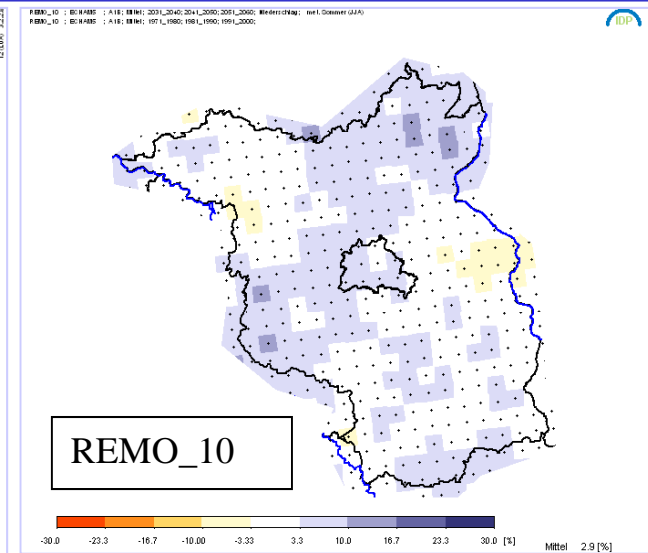 REMO_10 ; ECHAM5 ; A1B; Mittel; 2031_2040; 2041_2050; 2051_2060; Niederschlag; met. Sommer (JJA)
REMO_10 ; ECHAM5 ; A1B; Mittel; 1971_1980; 1981_1990; 1991_2000;
IDP
REMO_10
-30.0 -23.3 -16.7 -10.00 -3.33 3.3 10.0 16.7 23.3 30.0 [%]
Mittel 2.9 [%]